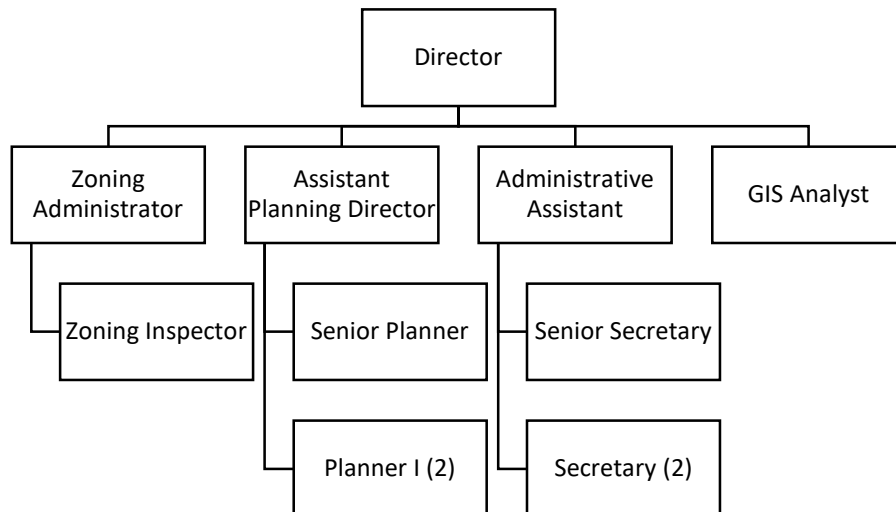 Director
Zoning
Administrator
Assistant
Planning Director
Administrative
Assistant
GIS Analyst
Zoning Inspector
Senior Planner
Senior Secretary
Planner I (2)
Secretary (2)